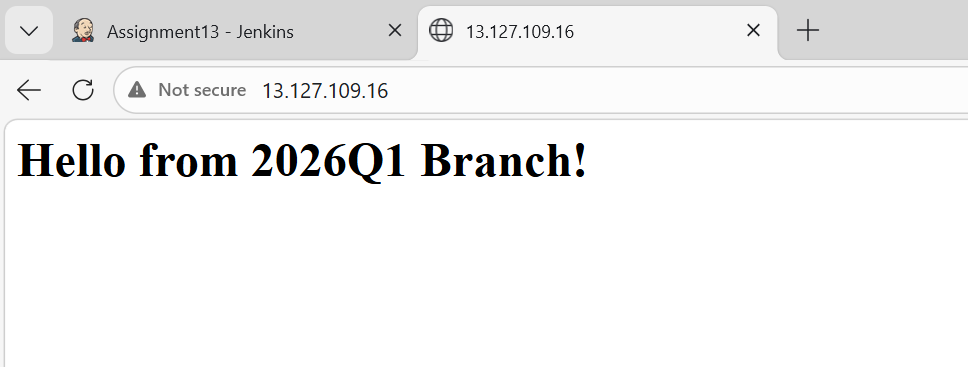 Assignment13 - Jenkins
13.127.109.16
Not secure 13.127.109.16
Hello from 2026Q1 Branch!